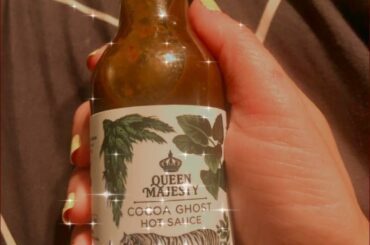 QUEEN
MAJESTY
COCOA GHOST
HOT SAUCE